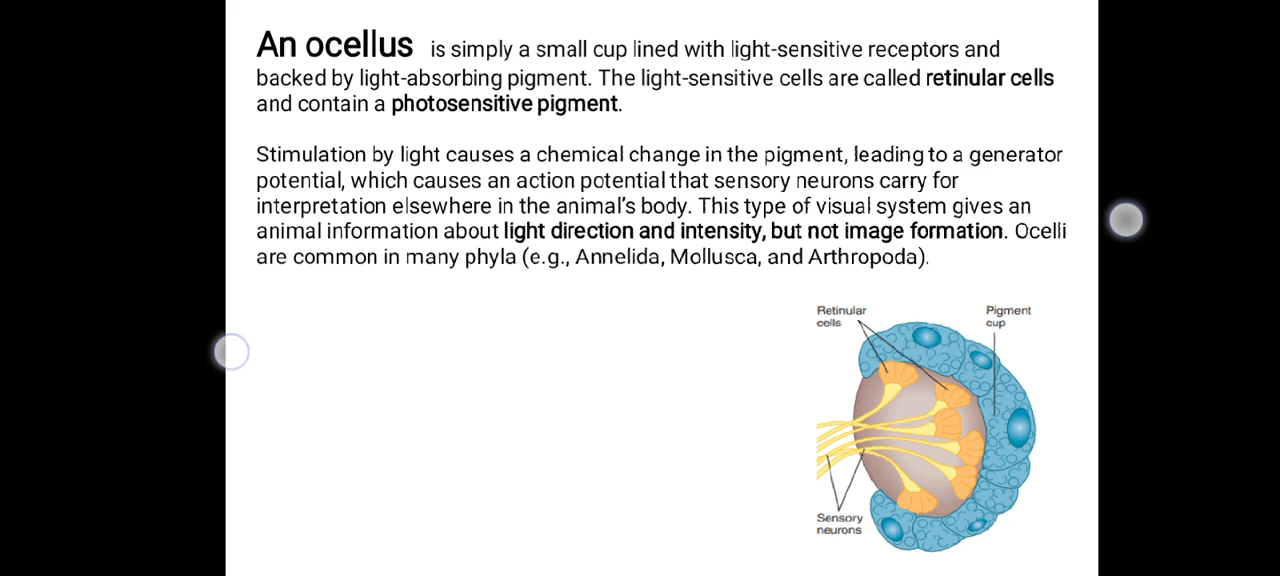 An ocellus is simply a small cup lined with light-sensitive receptors and
backed by light-absorbing pigment. The light-sensitive cells are called retinular cells
and contain a photosensitive pigment.
Stimulation by light causes a chemical change in the pigment, leading to a generator
potential, which causes an action potential that sensory neurons carry for
interpretation elsewhere in the animal's body. This type of visual system gives an
animal information about light direction and intensity, but not image formation. Ocelli
are common in many phyla (e.g., Annelida, Mollusca, and Arthropoda).
Retinular
cells
Pigment
cup
Sensory
neurons